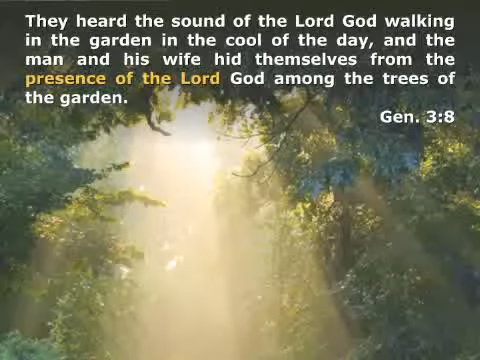 They heard the sound of the Lord God walking
in the garden in the cool of the day, and the
man and his wife hid themselves from the
presence of the Lord God among the trees of
the garden.
Gen. 3:8